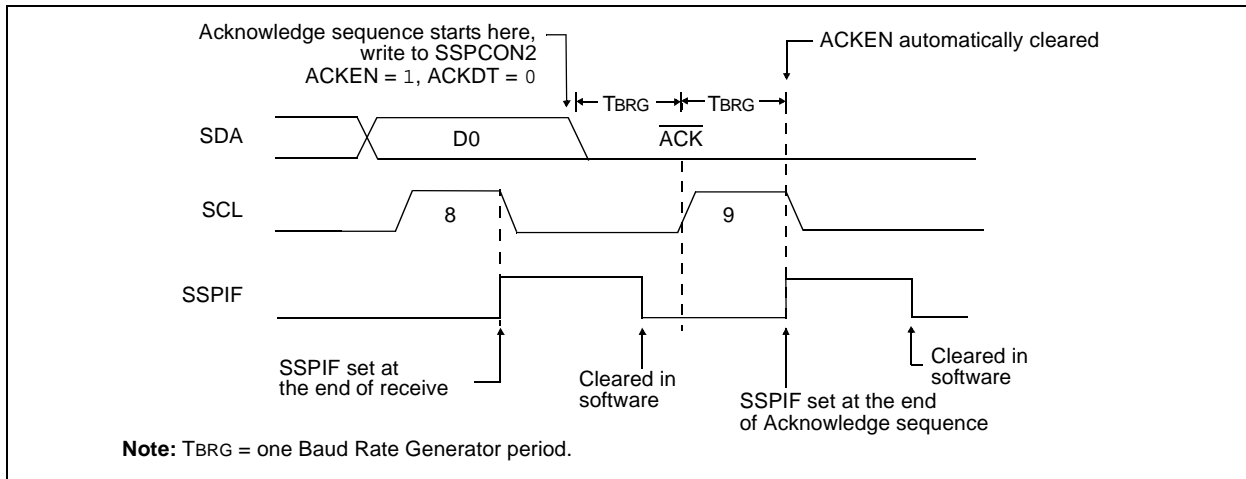 Acknowledge sequence starts here,
write to SSPCON2
ACKEN = 1, ACKDT = 0
ACKEN automatically cleared
TBRG
TBRG
SDA
D0
ACK
SCL
8
9
SSPIF
SSPIF set at
the end of receive
Cleared in
software
SSPIF set at the end
of Acknowledge sequence
Cleared in
software
Note: TBRG = one Baud Rate Generator period.